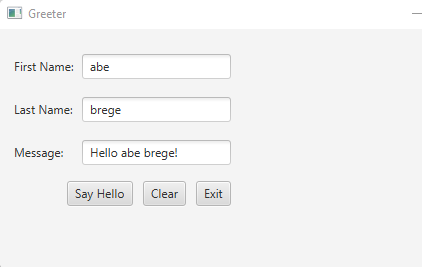 Greeter
First Name: abe
Last Name: brege
Message: Hello abe brege!
Say Hello Clear Exit